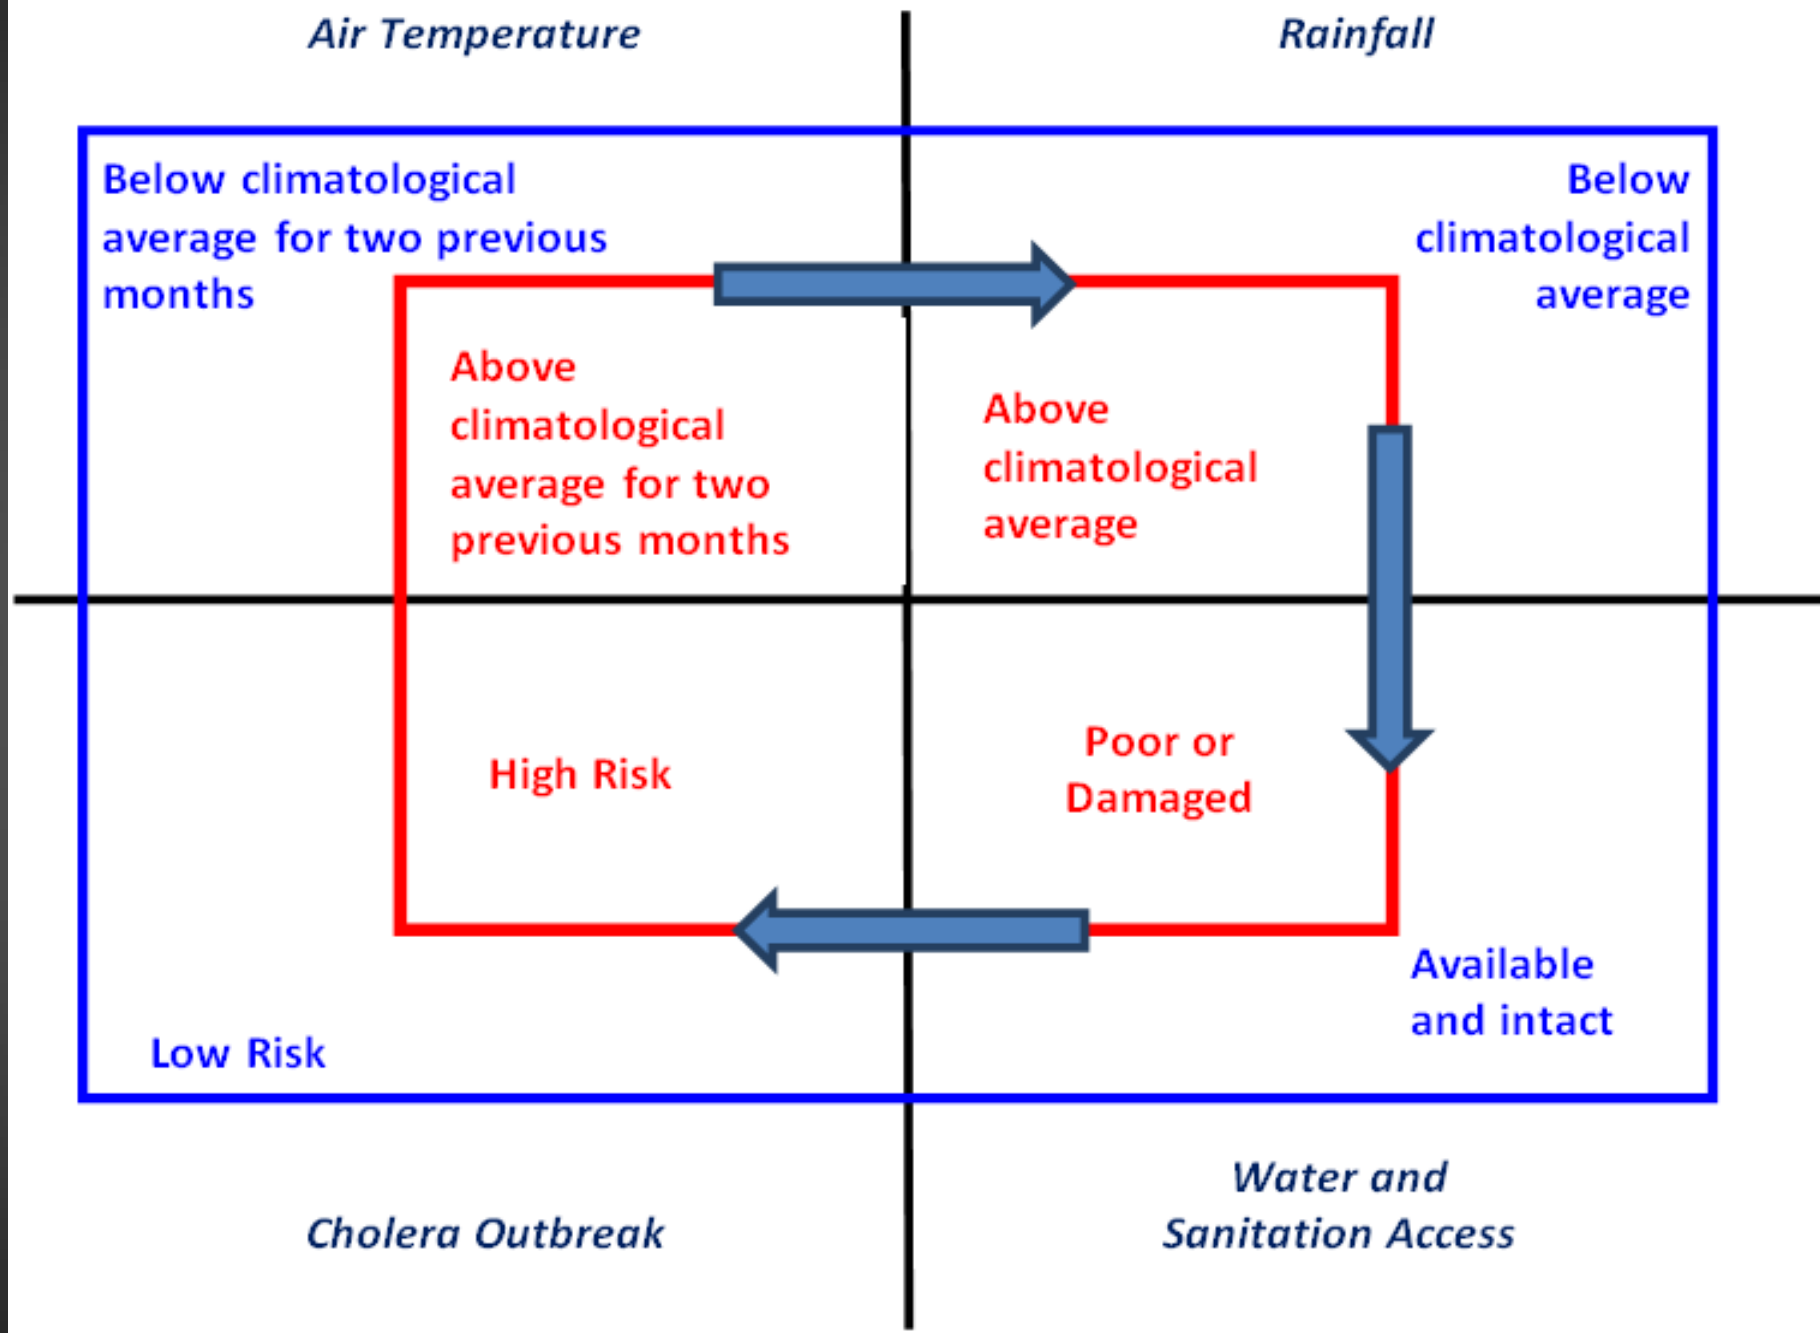 Air Temperature
Rainfall
Below climatological
average for two previous
months
Below
climatological
average
Above
climatological
average for two
previous months
Above
climatological
average
High Risk
Poor or
Damaged
Low Risk
Available
and intact
Cholera Outbreak
Water and
Sanitation Access